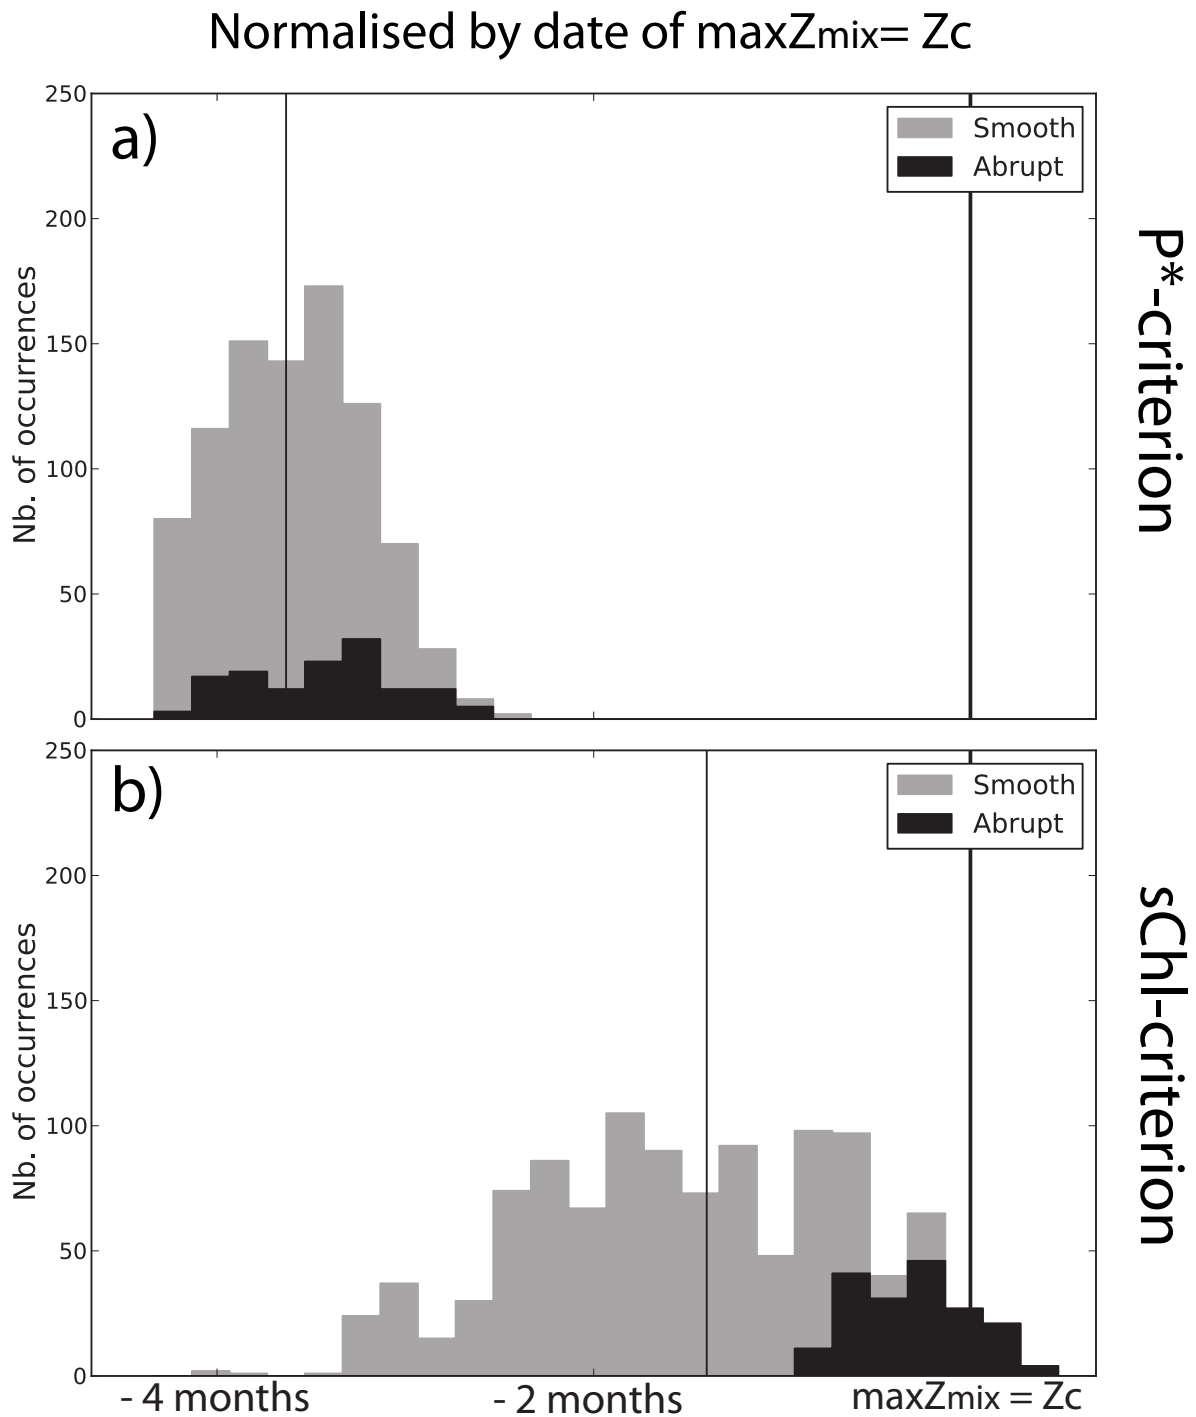 Normalised by date of maxZmix= Zc
a)
250
200
150
100
50
0
Nb. of occurrences
Smooth
Abrupt
P*-criterion
b)
250
200
150
100
50
0
Nb. of occurrences
Smooth
Abrupt
sChl-criterion
- 4 months
- 2 months
maxZmix = Zc